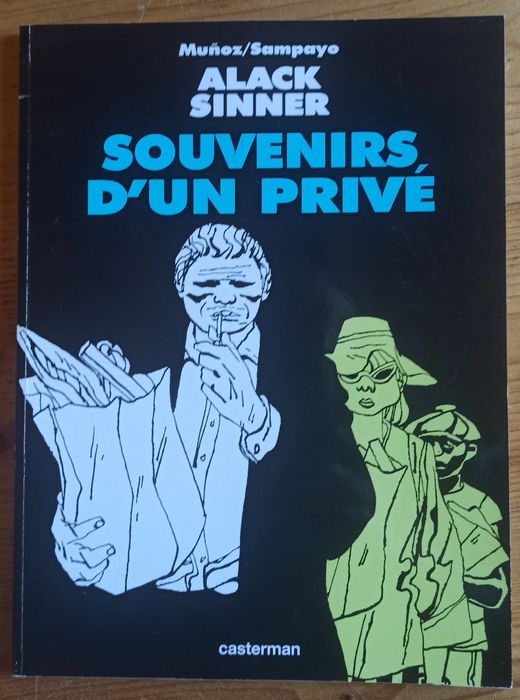 Muñoz/Sampayo
ALACK
SINNER
SOUVENIRS
D'UN PRIVÉ
casterman